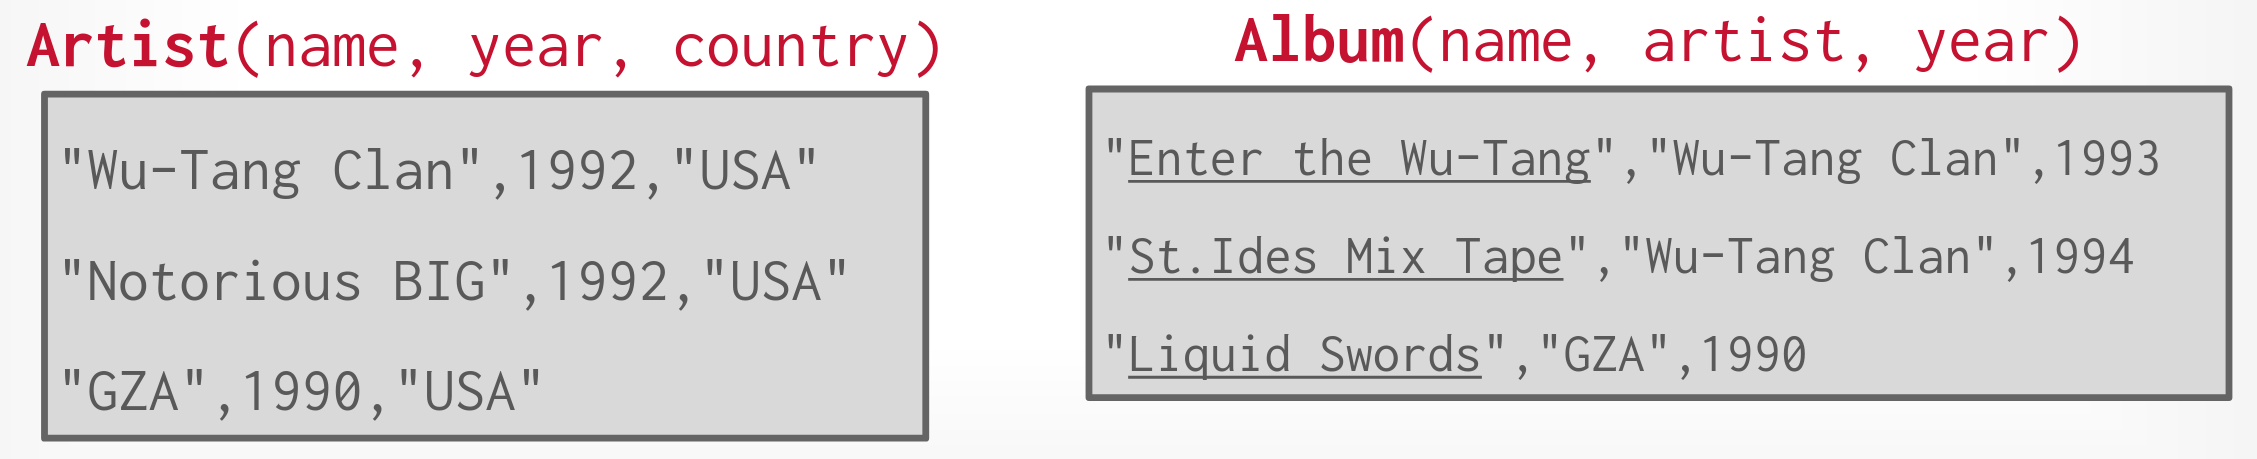 Artist(name, year, country)
"Wu-Tang Clan",1992,"USA"
"Notorious BIG",1992,"USA"
"GZA",1990,"USA"
Album(name, artist, year)
"Enter the Wu-Tang","Wu-Tang Clan",1993
"St.Ides Mix Tape","Wu-Tang Clan",1994
"Liquid Swords","GZA",1990